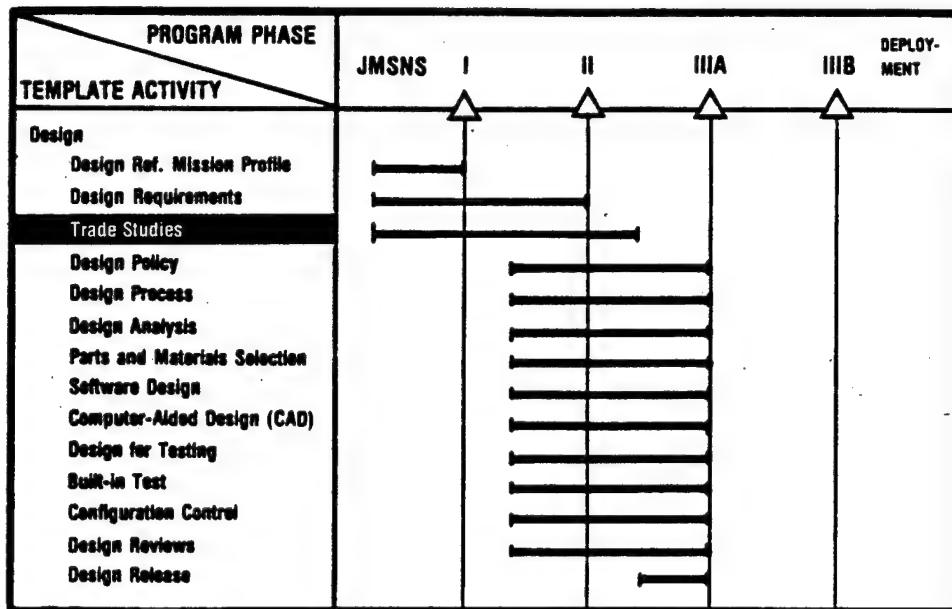 PROGRAM PHASE
TEMPLATE ACTIVITY
JMSNS I II IIIA IIIB DEPLOY-
MENT
Design
Design Ref. Mission Profile
Design Requirements
Trade Studies
Design Policy
Design Process
Design Analysis
Parts and Materials Selection
Software Design
Computer-Aided Design (CAD)
Design for Testing
Built-in Test
Configuration Control
Design Reviews
Design Release